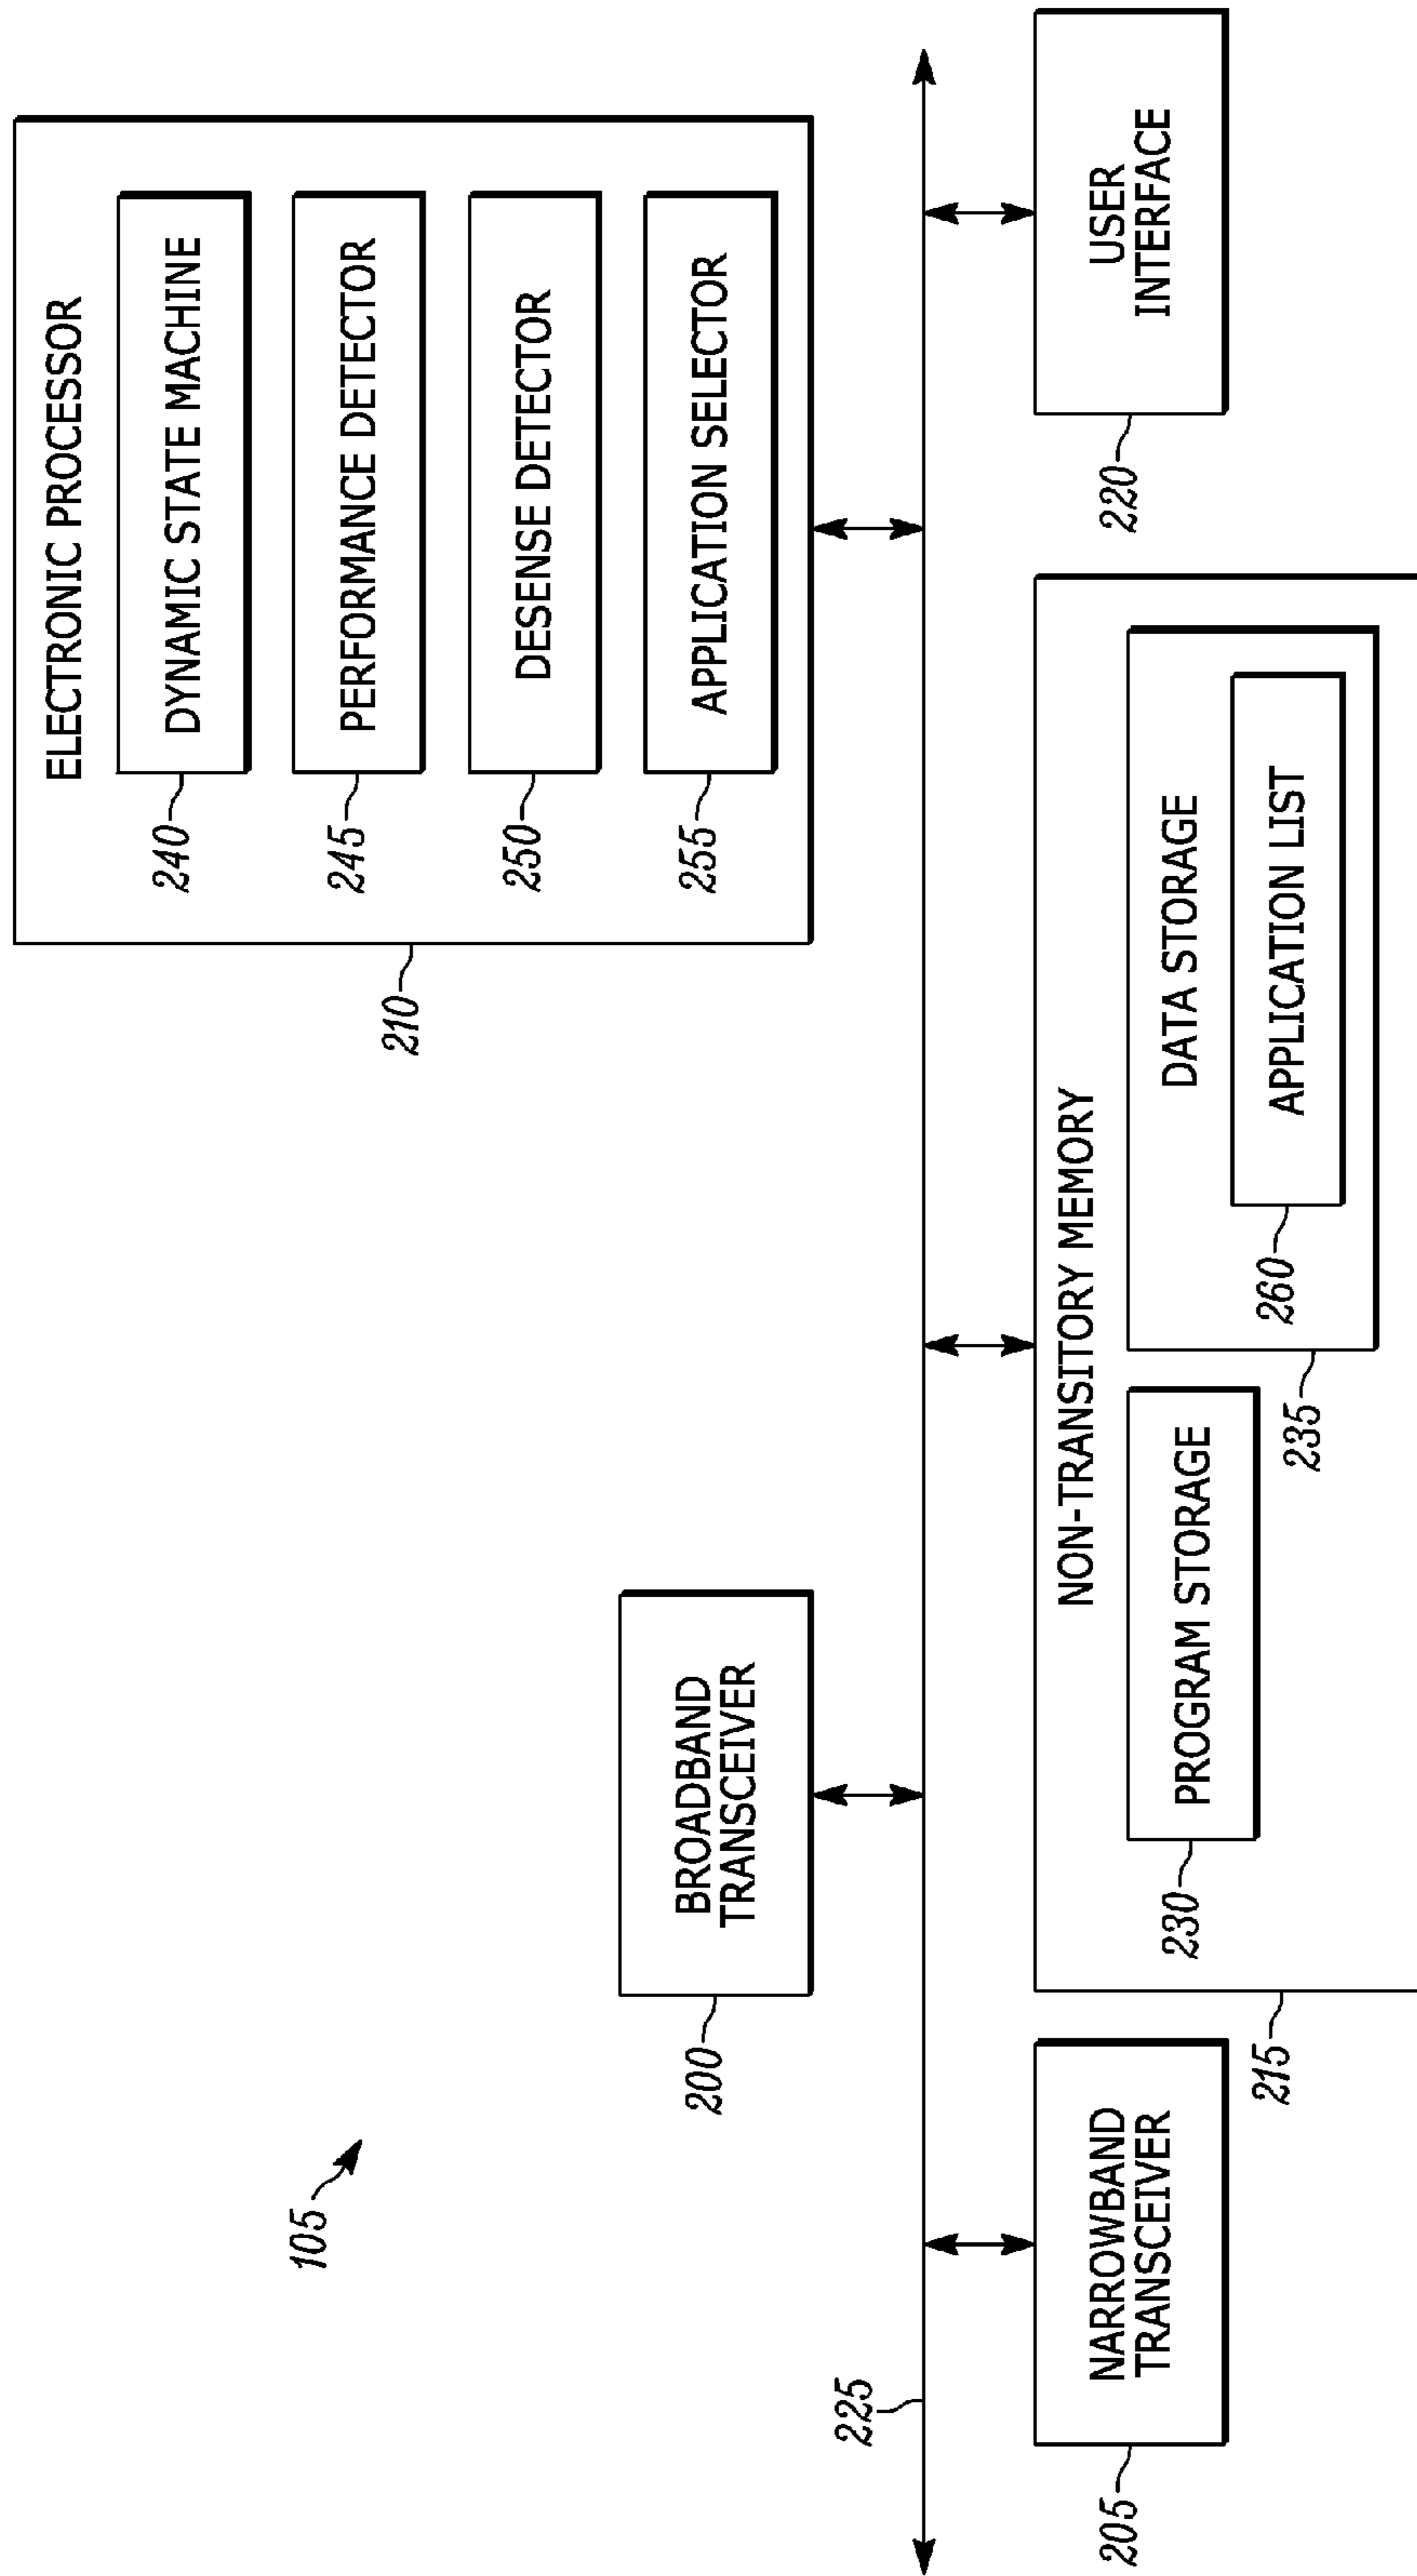 105
ELECTRONIC PROCESSOR
240
DYNAMIC STATE MACHINE
245
PERFORMANCE DETECTOR
250
DESENSE DETECTOR
255
APPLICATION SELECTOR
210
BROADBAND
TRANSCEIVER
200
225
NARROWBAND
TRANSCEIVER
205
NON-TRANSITORY MEMORY
PROGRAM STORAGE
230
DATA STORAGE
APPLICATION LIST
260
235
215
USER
INTERFACE
220